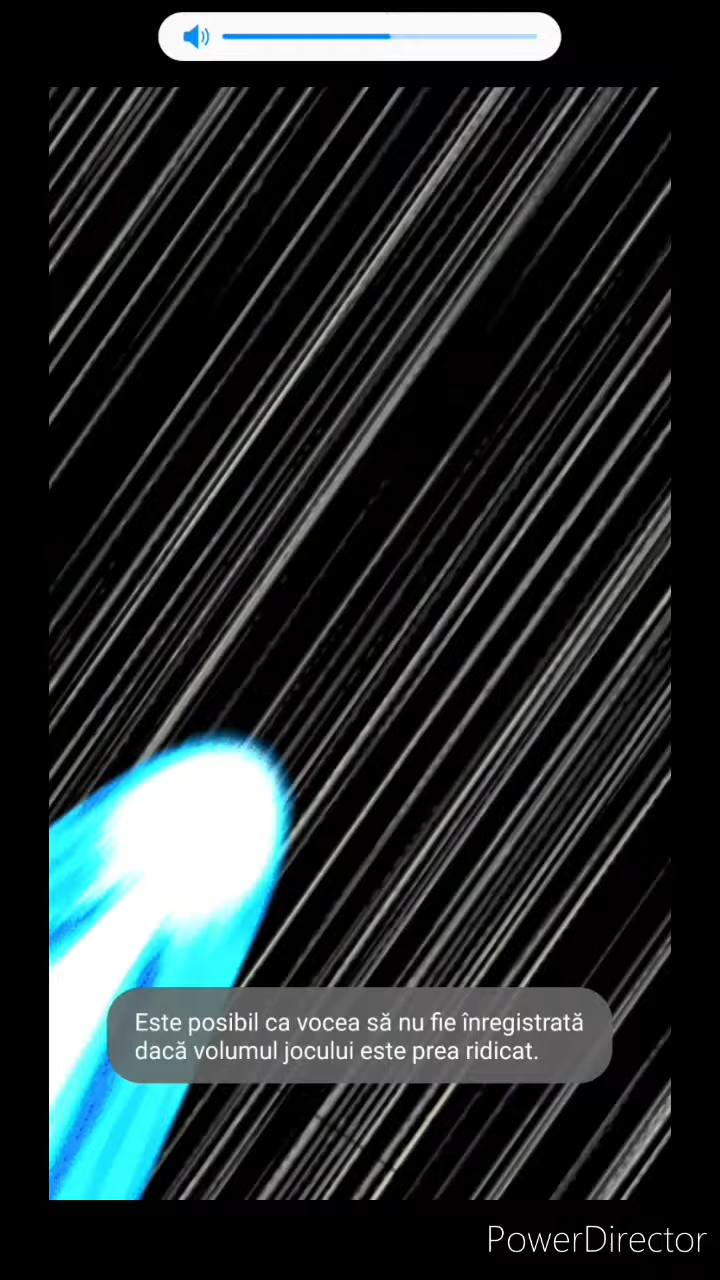 Este posibil ca vocea să nu fie înregistrată
dacă volumul jocului este prea ridicat.
PowerDirector